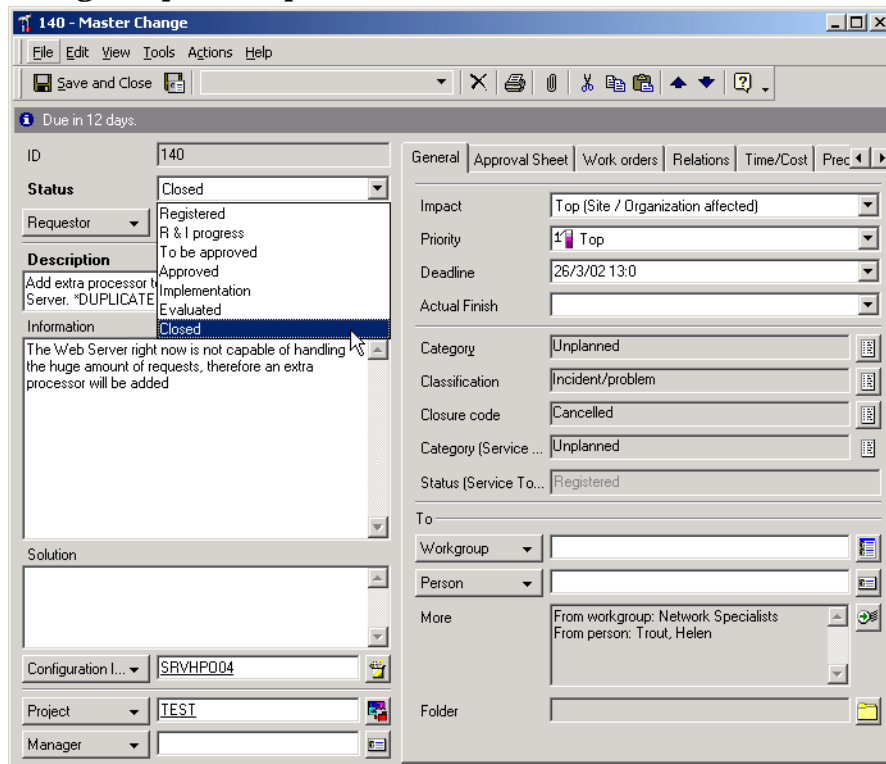 140 - Master Change
File Edit View Tools Actions Help
Save and Close
Due in 12 days.
ID 140
Status Closed
Requestor
Registered
R & I progress
To be approved
Approved
Implementation
Evaluated
Closed
Description
Add extra processor
Server. *DUPLICATE
Information
The Web Server right now is not capable of handling
the huge amount of requests, therefore an extra
processor will be added
Solution
Configuration I... SRVHPO04
Project TEST
Manager
General Approval Sheet Work orders Relations Time/Cost Prec
Impact Top (Site / Organization affected)
Priority 1 Top
Deadline 26/3/02 13:0
Actual Finish
Category Unplanned
Classification Incident/problem
Closure code Cancelled
Category (Service ... Unplanned
Status (Service To... Registered
To
Workgroup
Person
More From workgroup: Network Specialists
From person: Trout, Helen
Folder